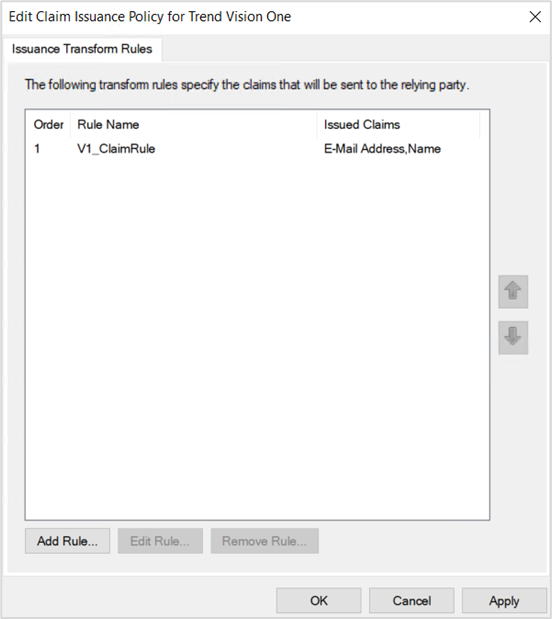 Edit Claim Issuance Policy for Trend Vision One
Issuance Transform Rules
The following transform rules specify the claims that will be sent to the relying party.
Order Rule Name Issued Claims
1 V1_ClaimRule E-Mail Address,Name
Add Rule... Edit Rule... Remove Rule...
OK Cancel Apply